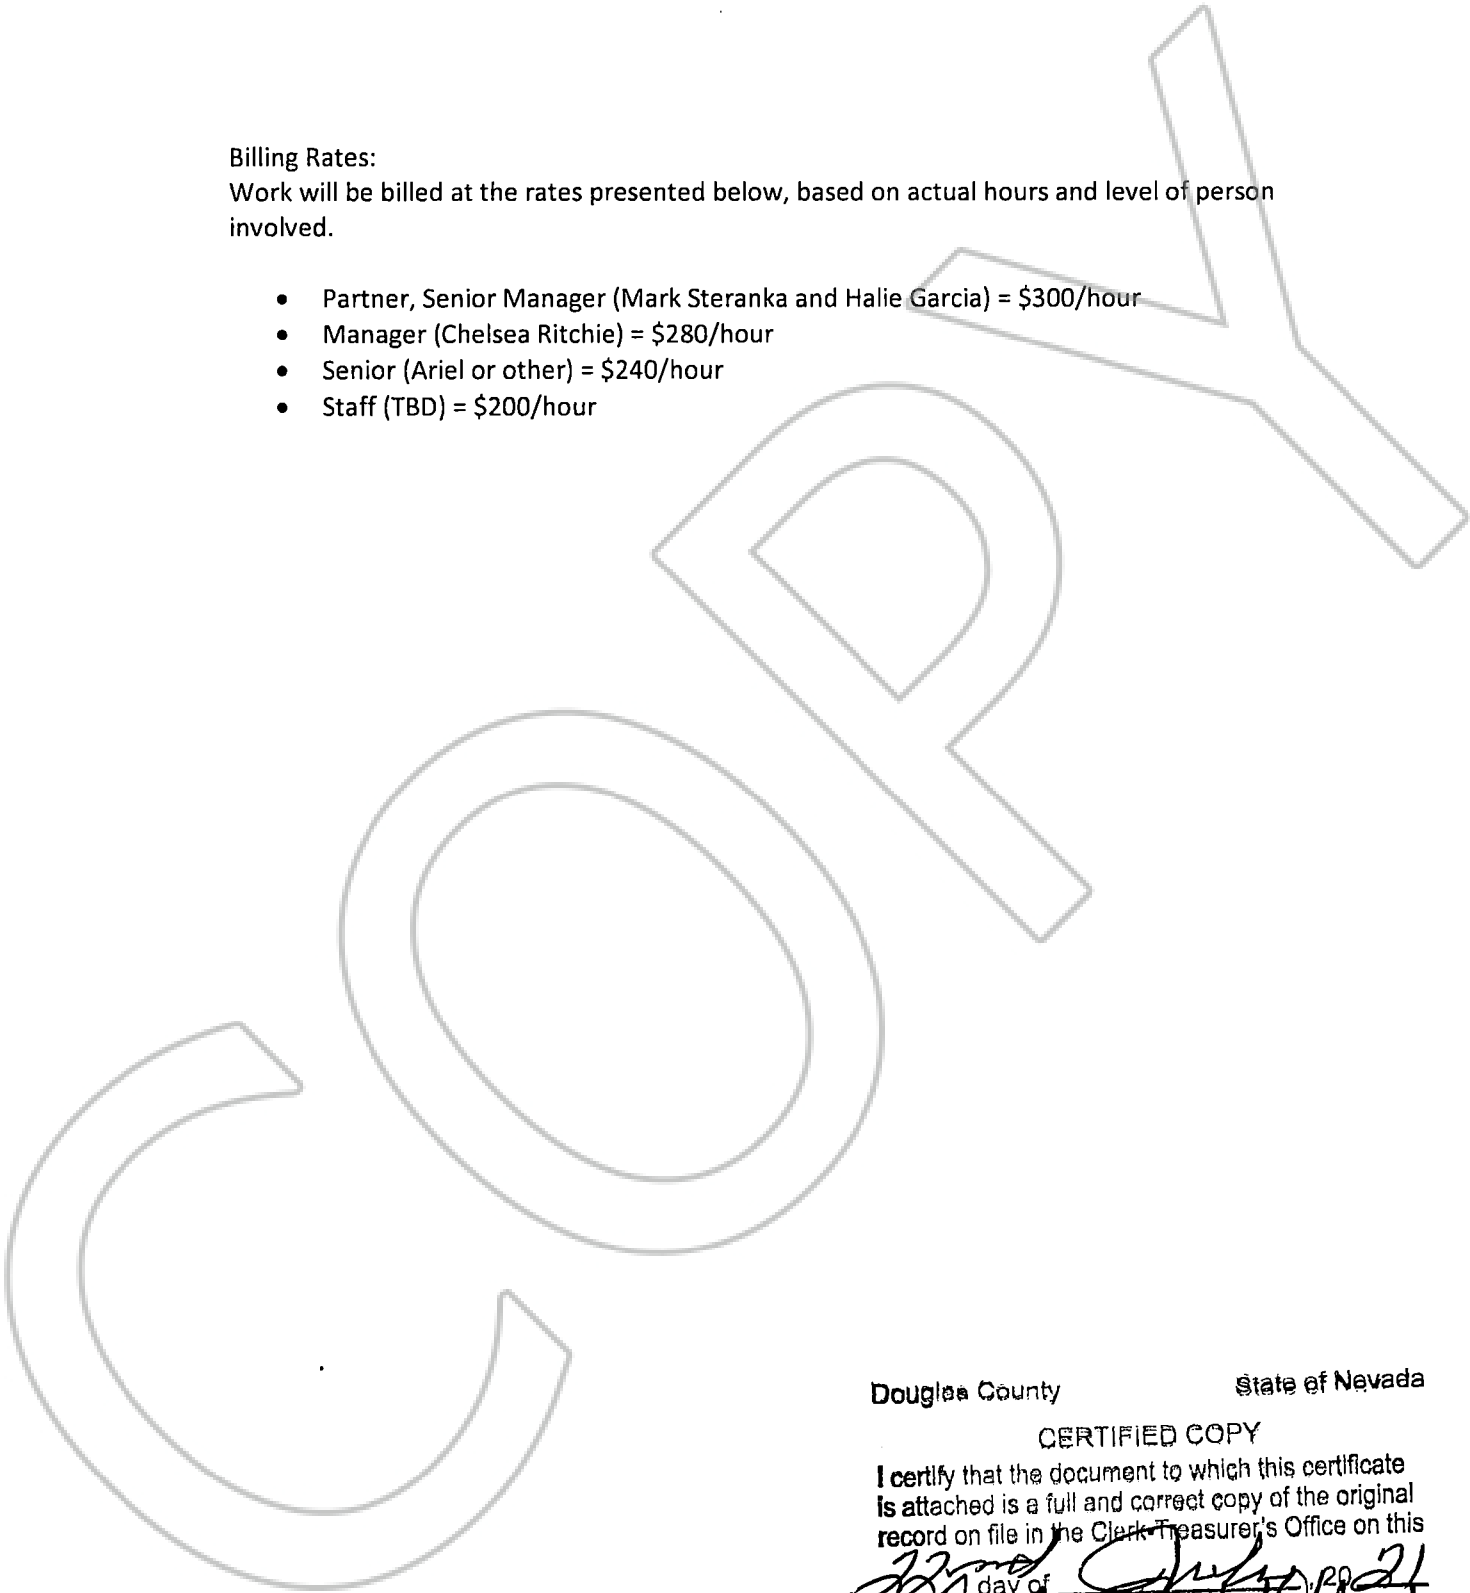 Billing Rates:
Work will be billed at the rates presented below, based on actual hours and level of person
involved.
• Partner, Senior Manager (Mark Steranka and Halie Garcia) = $300/hour
• Manager (Chelsea Ritchie) = $280/hour
• Senior (Ariel or other) = $240/hour
• Staff (TBD) = $200/hour
COPY
Douglas County State of Nevada
CERTIFIED COPY
I certify that the document to which this certificate
is attached is a full and correct copy of the original
record on file in the Clerk-Treasurer's Office on this
22nd day of July, 20 21